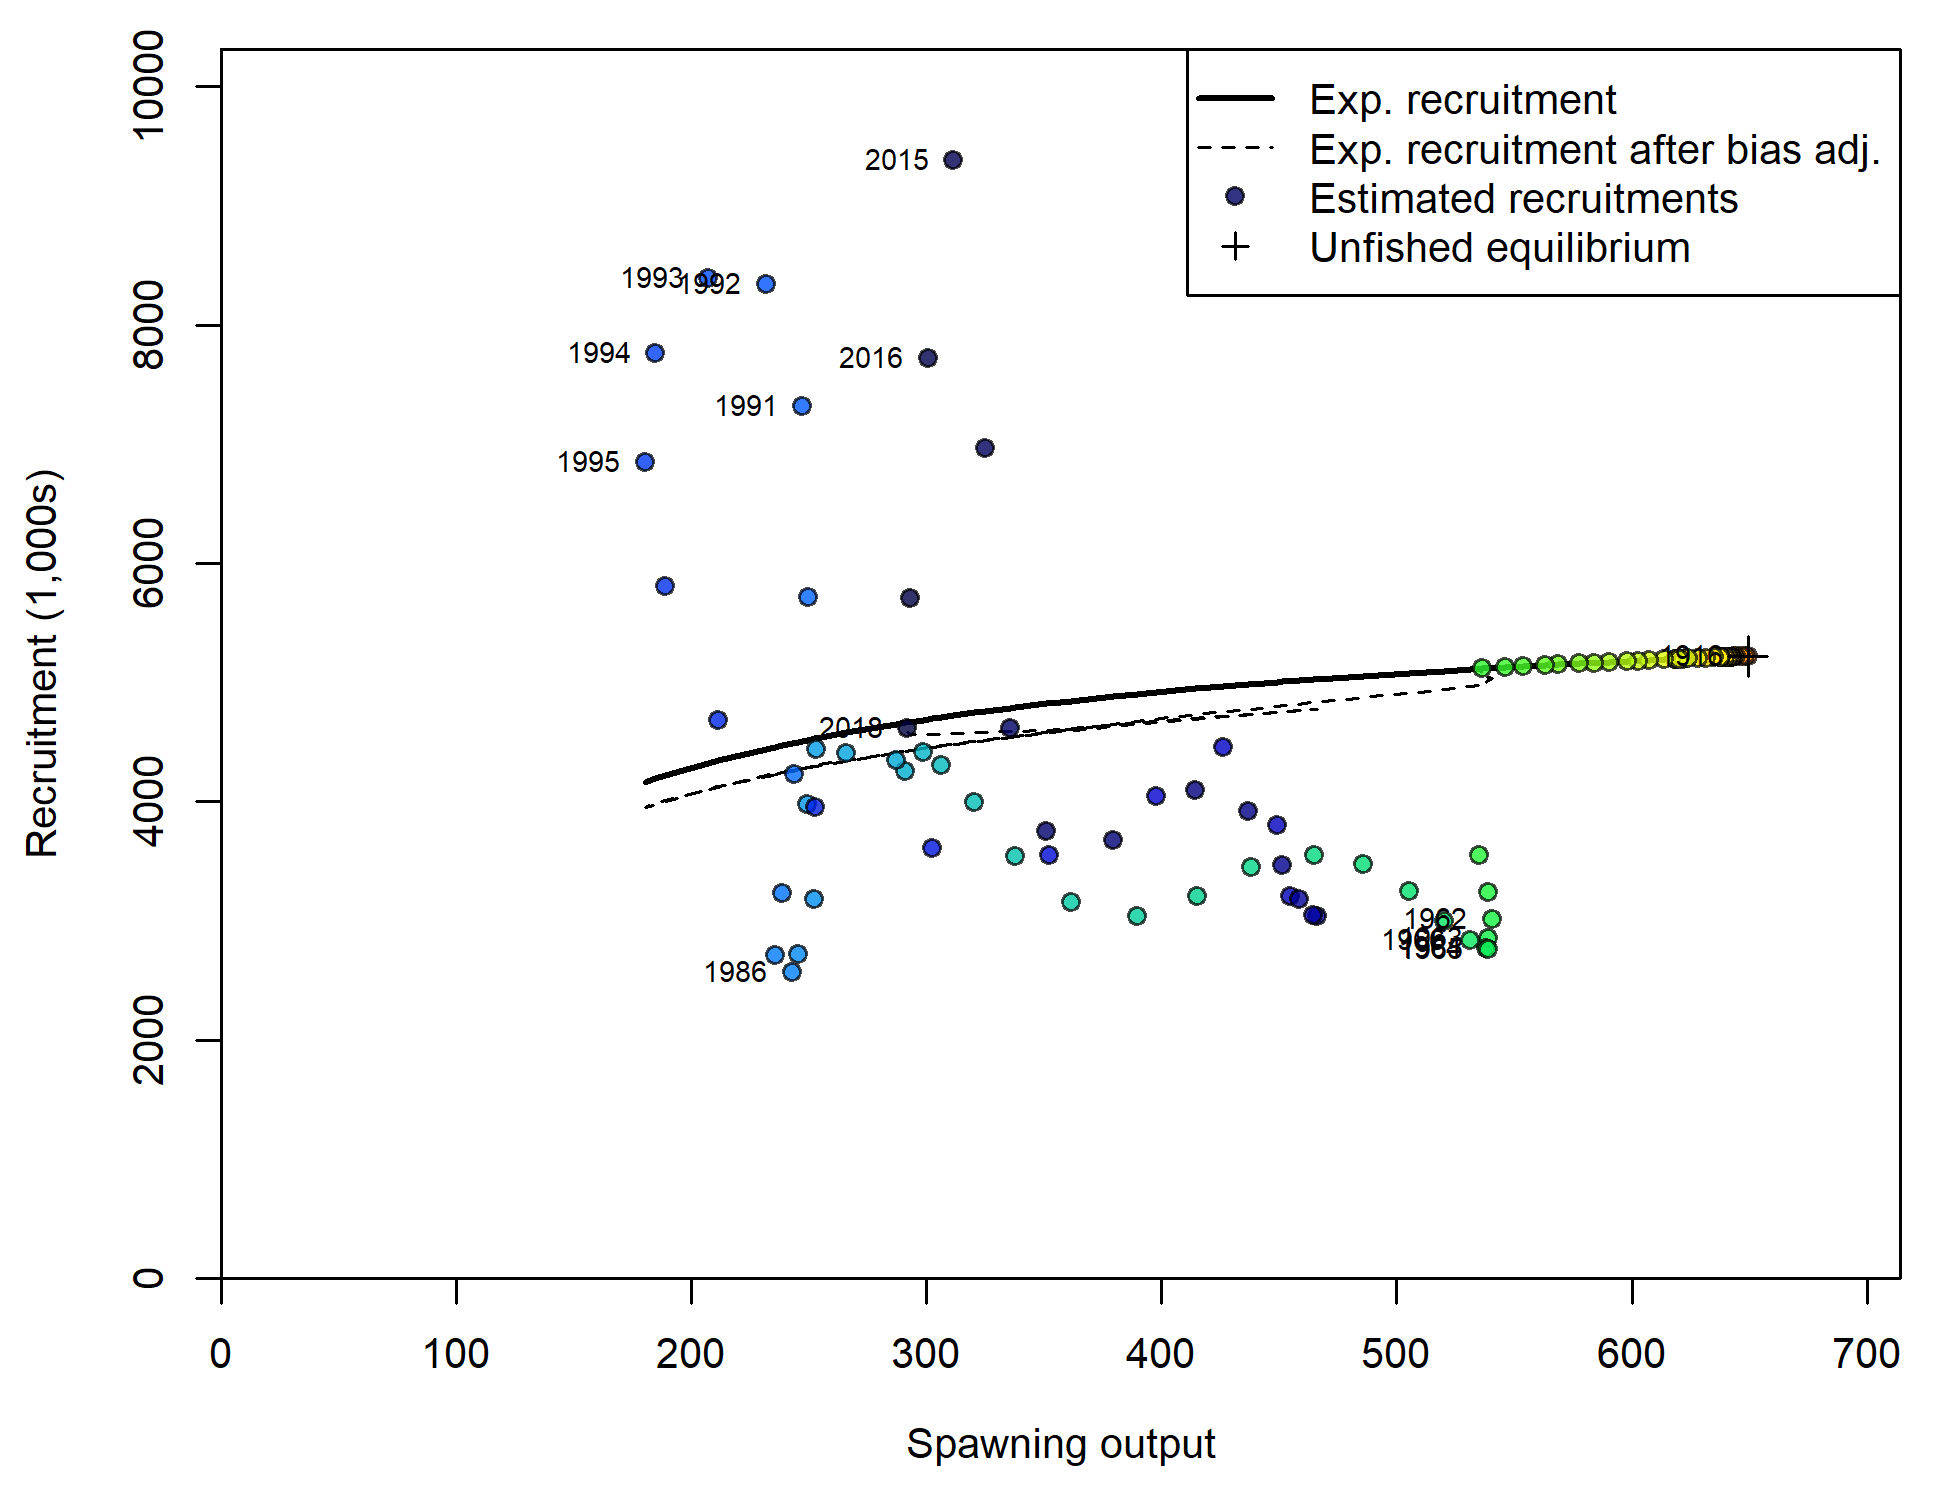 Exp. recruitment
Exp. recruitment after bias adj.
Estimated recruitments
Unfished equilibrium
10000
8000
6000
4000
2000
0
Recruitment (1,000s)
2015
1993
1992
1994
2016
1991
1995
1916
2018
1962
1986
0 100 200 300 400 500 600 700
Spawning output